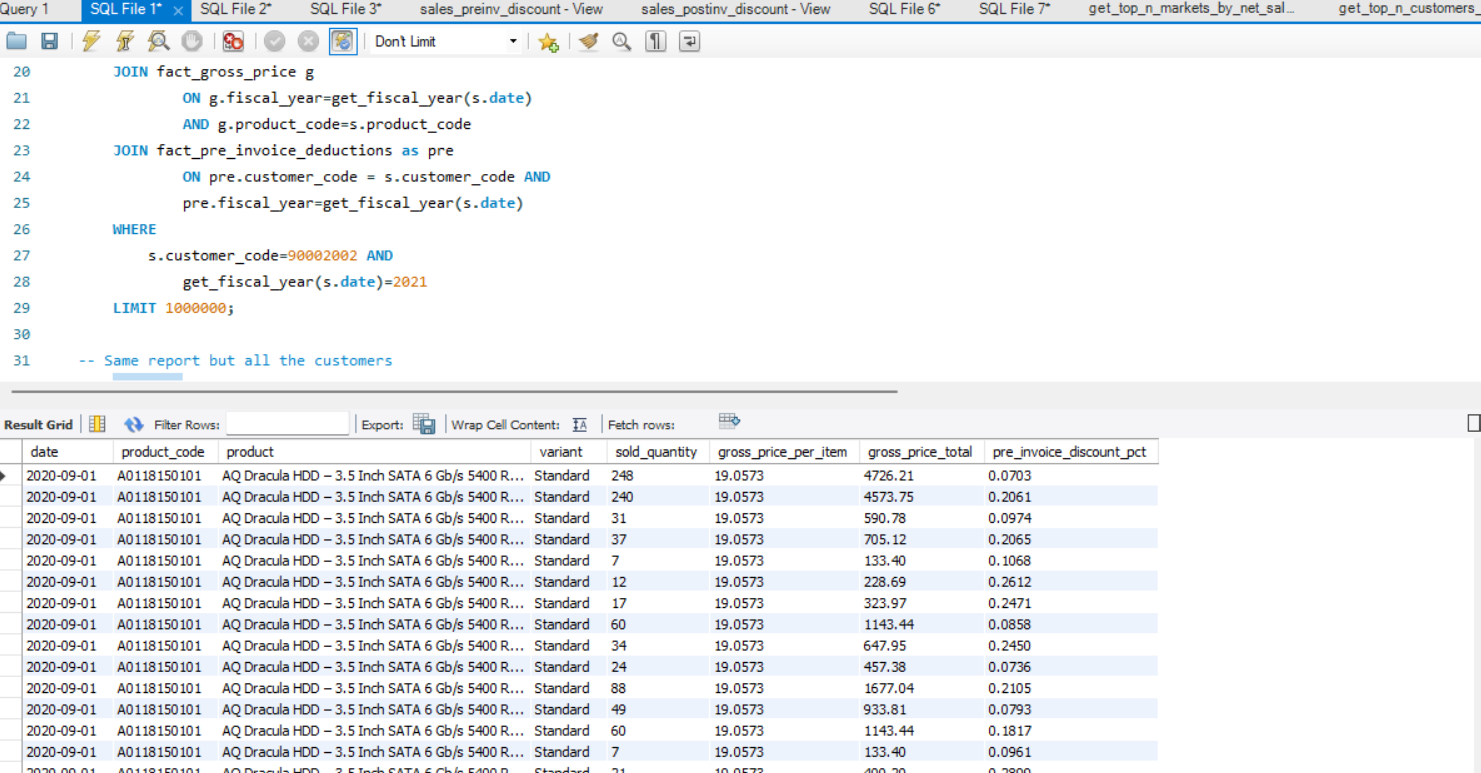 Query 1 SQL File 1* × SQL File 2* SQL File 3* sales_preinv_discount - View sales_postinv_discount - View SQL File 6* SQL File 7* get_top_n_markets_by_net_sal... get_top_n_customers_
Don't Limit
20 JOIN fact_gross_price g
21 ON g.fiscal_year=get_fiscal_year(s.date)
22 AND g.product_code=s.product_code
23 JOIN fact_pre_invoice_deductions as pre
24 ON pre.customer_code = s.customer_code AND
25 pre.fiscal_year=get_fiscal_year(s.date)
26 WHERE
27 s.customer_code=90002002 AND
28 get_fiscal_year(s.date)=2021
29 LIMIT 1000000;
30
31 -- Same report but all the customers
Result Grid Filter Rows: Export: Wrap Cell Content: IA Fetch rows:
date product_code product variant sold_quantity gross_price_per_item gross_price_total pre_invoice_discount_pct
2020-09-01 A0118150101 AQ Dracula HDD – 3.5 Inch SATA 6 Gb/s 5400 R... Standard 248 19.0573 4726.21 0.0703
2020-09-01 A0118150101 AQ Dracula HDD – 3.5 Inch SATA 6 Gb/s 5400 R... Standard 240 19.0573 4573.75 0.2061
2020-09-01 A0118150101 AQ Dracula HDD – 3.5 Inch SATA 6 Gb/s 5400 R... Standard 31 19.0573 590.78 0.0974
2020-09-01 A0118150101 AQ Dracula HDD – 3.5 Inch SATA 6 Gb/s 5400 R... Standard 37 19.0573 705.12 0.2065
2020-09-01 A0118150101 AQ Dracula HDD – 3.5 Inch SATA 6 Gb/s 5400 R... Standard 7 19.0573 133.40 0.1068
2020-09-01 A0118150101 AQ Dracula HDD – 3.5 Inch SATA 6 Gb/s 5400 R... Standard 12 19.0573 228.69 0.2612
2020-09-01 A0118150101 AQ Dracula HDD – 3.5 Inch SATA 6 Gb/s 5400 R... Standard 17 19.0573 323.97 0.2471
2020-09-01 A0118150101 AQ Dracula HDD – 3.5 Inch SATA 6 Gb/s 5400 R... Standard 60 19.0573 1143.44 0.0858
2020-09-01 A0118150101 AQ Dracula HDD – 3.5 Inch SATA 6 Gb/s 5400 R... Standard 34 19.0573 647.95 0.2450
2020-09-01 A0118150101 AQ Dracula HDD – 3.5 Inch SATA 6 Gb/s 5400 R... Standard 24 19.0573 457.38 0.0736
2020-09-01 A0118150101 AQ Dracula HDD – 3.5 Inch SATA 6 Gb/s 5400 R... Standard 88 19.0573 1677.04 0.2105
2020-09-01 A0118150101 AQ Dracula HDD – 3.5 Inch SATA 6 Gb/s 5400 R... Standard 49 19.0573 933.81 0.0793
2020-09-01 A0118150101 AQ Dracula HDD – 3.5 Inch SATA 6 Gb/s 5400 R... Standard 60 19.0573 1143.44 0.1817
2020-09-01 A0118150101 AQ Dracula HDD – 3.5 Inch SATA 6 Gb/s 5400 R... Standard 7 19.0573 133.40 0.0961